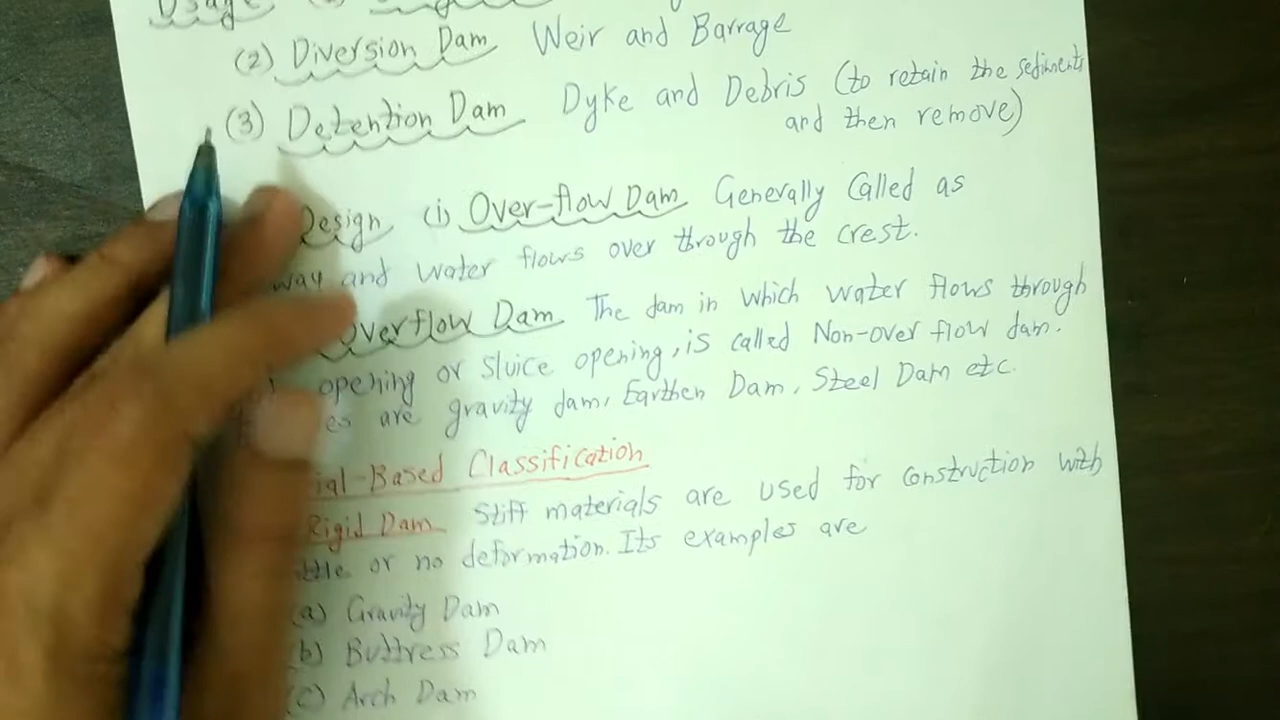 Usage
(2) Diversion Dam Weir and Barrage
(3) Detention Dam Dyke and Debris (to retain the sediments
and then remove)
Design (i) Over-flow Dam Generally Called as
way and water flows over through the crest.
Overflow Dam The dam in which water flows through
opening or sluice opening, is called Non-over flow dam.
es are gravity dam, Earthen Dam, Steel Dam etc.
ial-Based Classification
Rigid Dam Stiff materials are used for construction with
ttle or no deformation. Its examples are
(a) Gravity Dam
(b) Buttress Dam
(c) Arch Dam